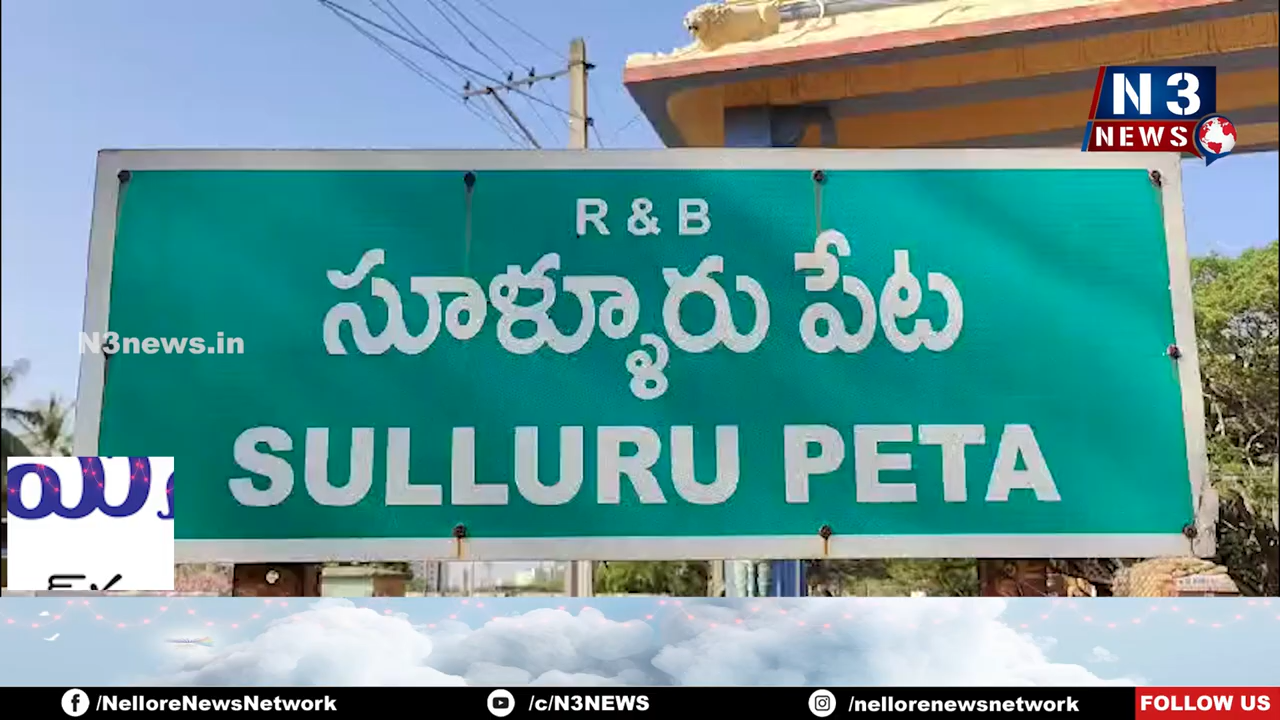 N3
NEWS
R & B
సూళ్ళూరు పేట
N3news.in
SULLURU PETA
/NelloreNewsNetwork
/c/N3NEWS
/nellorenewsnetwork
FOLLOW US